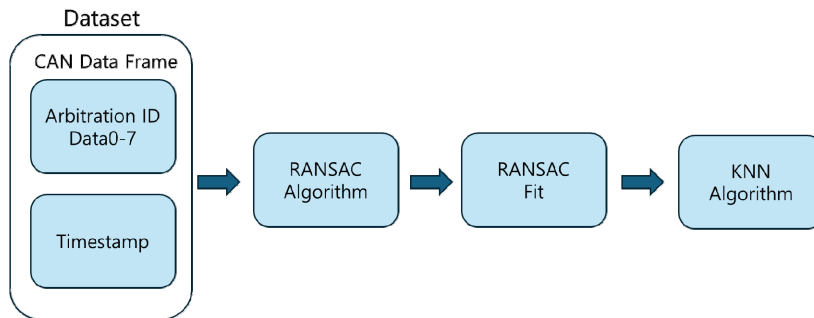 Dataset
CAN Data Frame
Arbitration ID
Data0-7
Timestamp
RANSAC
Algorithm
RANSAC
Fit
KNN
Algorithm